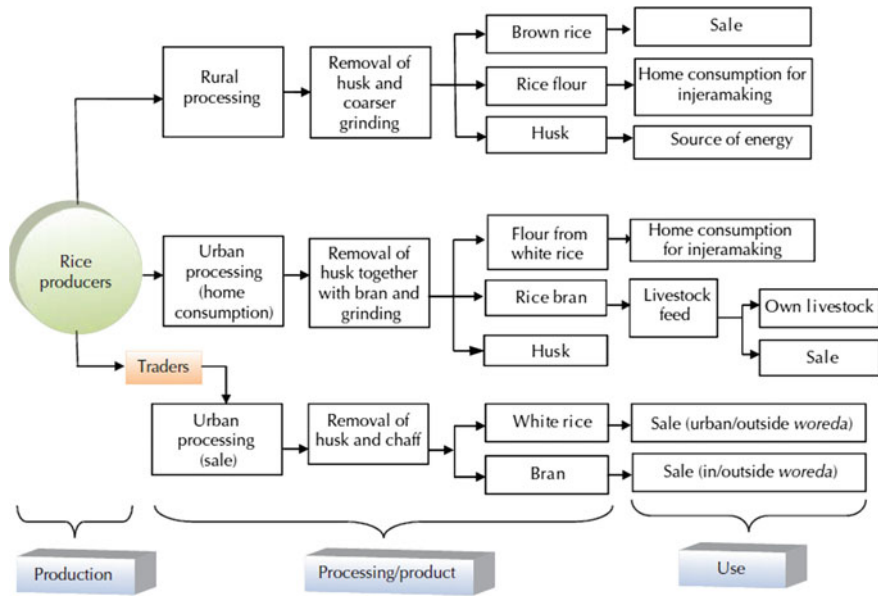 Rural
processing
Removal of
husk and
coarser
grinding
Brown rice
Sale
Rice flour
Home consumption for
injeramaking
Husk
Source of energy
Rice
producers
Urban
processing
(home
consumption)
Removal of
husk together
with bran and
grinding
Flour from
white rice
Home consumption
for injeramaking
Rice bran
Livestock
feed
Own livestock
Sale
Husk
Traders
Urban
processing
(sale)
Removal of
husk and chaff
White rice
Sale (urban/outside woreda)
Bran
Sale (in/outside woreda)
Production
Processing/product
Use